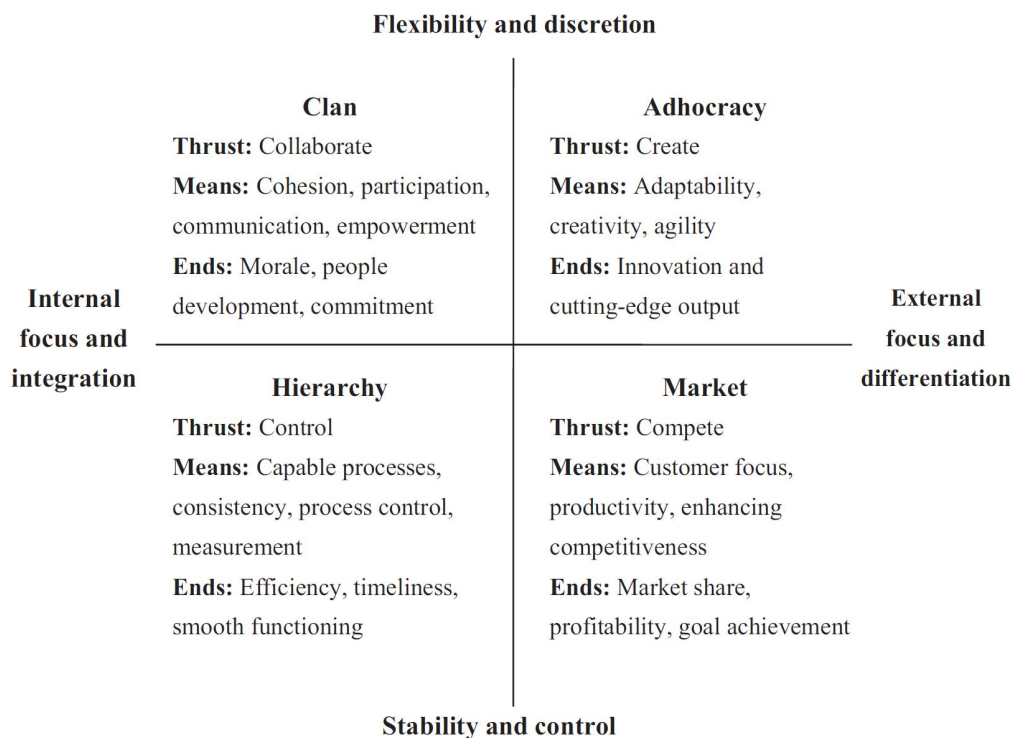 Flexibility and discretion
Clan
Thrust: Collaborate
Means: Cohesion, participation,
communication, empowerment
Ends: Morale, people
development, commitment
Adhocracy
Thrust: Create
Means: Adaptability,
creativity, agility
Ends: Innovation and
cutting-edge output
Internal
focus and
integration
External
focus and
differentiation
Hierarchy
Thrust: Control
Means: Capable processes,
consistency, process control,
measurement
Ends: Efficiency, timeliness,
smooth functioning
Market
Thrust: Compete
Means: Customer focus,
productivity, enhancing
competitiveness
Ends: Market share,
profitability, goal achievement
Stability and control